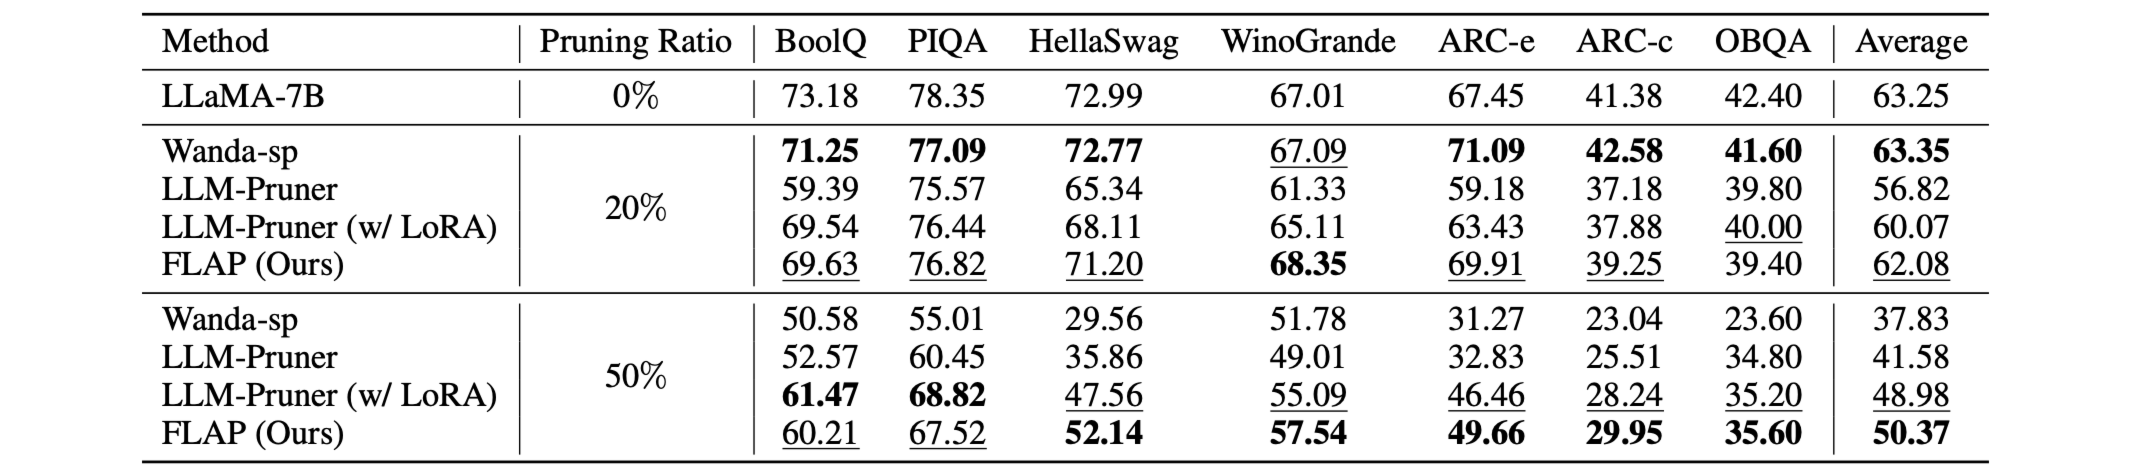 Method Pruning Ratio BoolQ PIQA HellaSwag WinoGrande ARC-e ARC-c OBQA Average
LLaMA-7B 0% 73.18 78.35 72.99 67.01 67.45 41.38 42.40 63.25
Wanda-sp 71.25 77.09 72.77 67.09 71.09 42.58 41.60 63.35
LLM-Pruner 59.39 75.57 65.34 61.33 59.18 37.18 39.80 56.82
20%
LLM-Pruner (w/ LoRA) 69.54 76.44 68.11 65.11 63.43 37.88 40.00 60.07
FLAP (Ours) 69.63 76.82 71.20 68.35 69.91 39.25 39.40 62.08
Wanda-sp 50.58 55.01 29.56 51.78 31.27 23.04 23.60 37.83
LLM-Pruner 52.57 60.45 35.86 49.01 32.83 25.51 34.80 41.58
50%
LLM-Pruner (w/ LoRA) 61.47 68.82 47.56 55.09 46.46 28.24 35.20 48.98
FLAP (Ours) 60.21 67.52 52.14 57.54 49.66 29.95 35.60 50.37